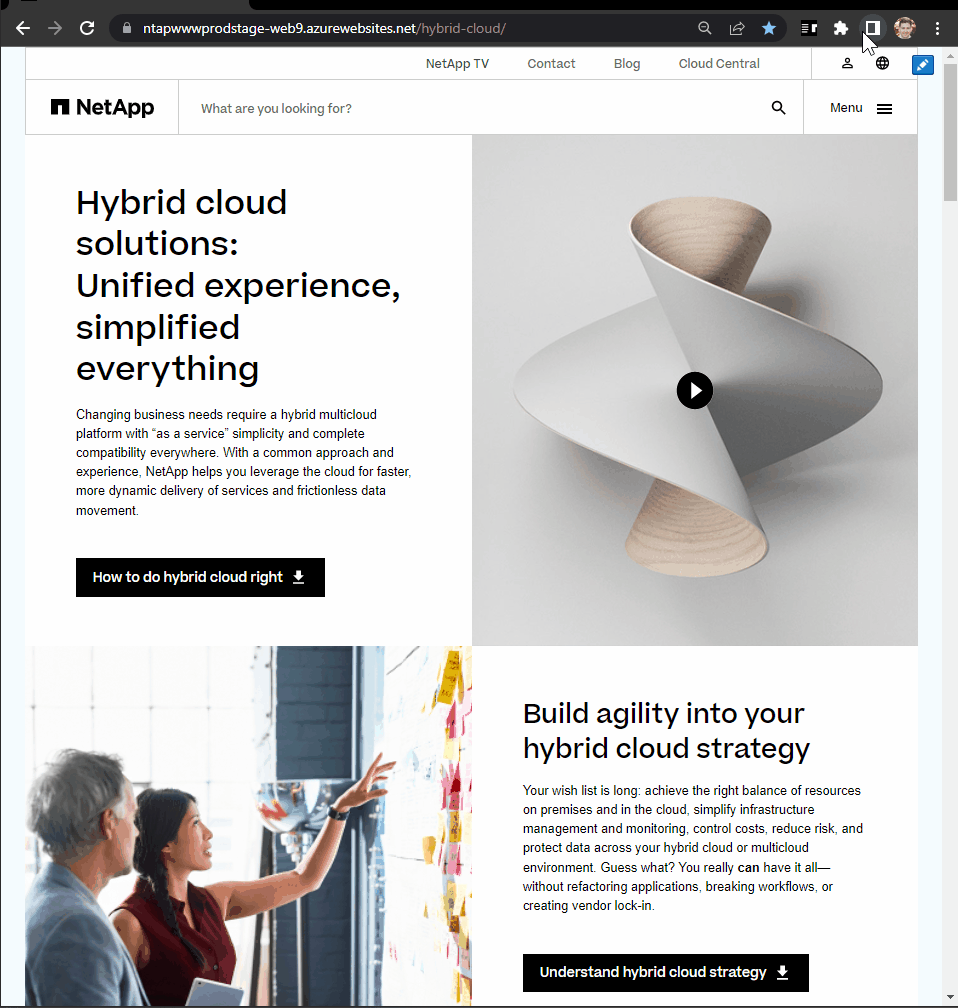 ntapwwwprodstage-web9.azurewebsites.net/hybrid-cloud/
NetApp TV Contact Blog Cloud Central
NetApp What are you looking for? Menu
Hybrid cloud
solutions:
Unified experience,
simplified
everything
Changing business needs require a hybrid multicloud
platform with “as a service” simplicity and complete
compatibility everywhere. With a common approach and
experience, NetApp helps you leverage the cloud for faster,
more dynamic delivery of services and frictionless data
movement.
How to do hybrid cloud right
Build agility into your
hybrid cloud strategy
Your wish list is long: achieve the right balance of resources
on premises and in the cloud, simplify infrastructure
management and monitoring, control costs, reduce risk, and
protect data across your hybrid cloud or multicloud
environment. Guess what? You really can have it all—
without refactoring applications, breaking workflows, or
creating vendor lock-in.
Understand hybrid cloud strategy